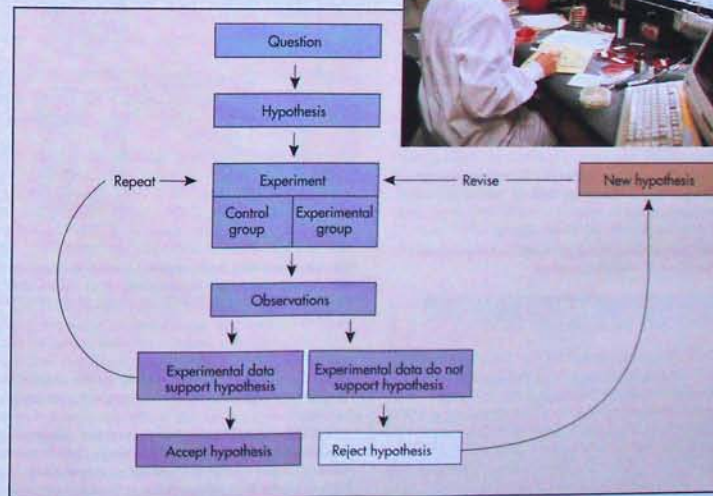 Question
Hypothesis
Repeat
Experiment
Revise
New hypothesis
Control
group
Experimental
group
Observations
Experimental data
support hypothesis
Experimental data do not
support hypothesis
Accept hypothesis
Reject hypothesis